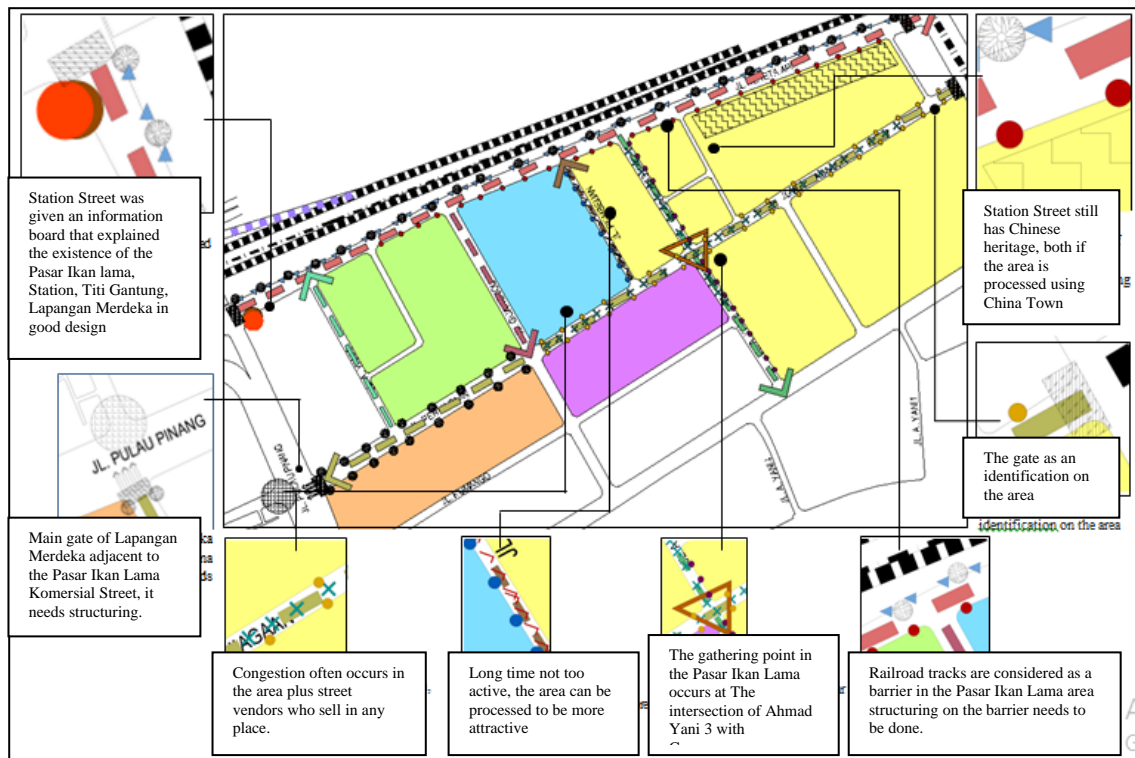 Station Street was
given an information
board that explained
the existence of the
Pasar Ikan lama,
Station, Titi Gantung,
Lapangan Merdeka in
good design
JL. PULAU PINANG
Main gate of Lapangan
Merdeka adjacent to
the Pasar Ikan Lama
Komersial Street, it
needs structuring.
JL. A.YANI1
Station Street still
has Chinese
heritage, both if
the area is
processed using
China Town
The gate as an
identification on
the area
identification on the area
Congestion often occurs in
the area plus street
vendors who sell in any
place.
Long time not too
active, the area can be
processed to be more
attractive
The gathering point in
the Pasar Ikan Lama
occurs at The
intersection of Ahmad
Yani 3 with
Railroad tracks are considered as a
barrier in the Pasar Ikan Lama area
structuring on the barrier needs to
be done.